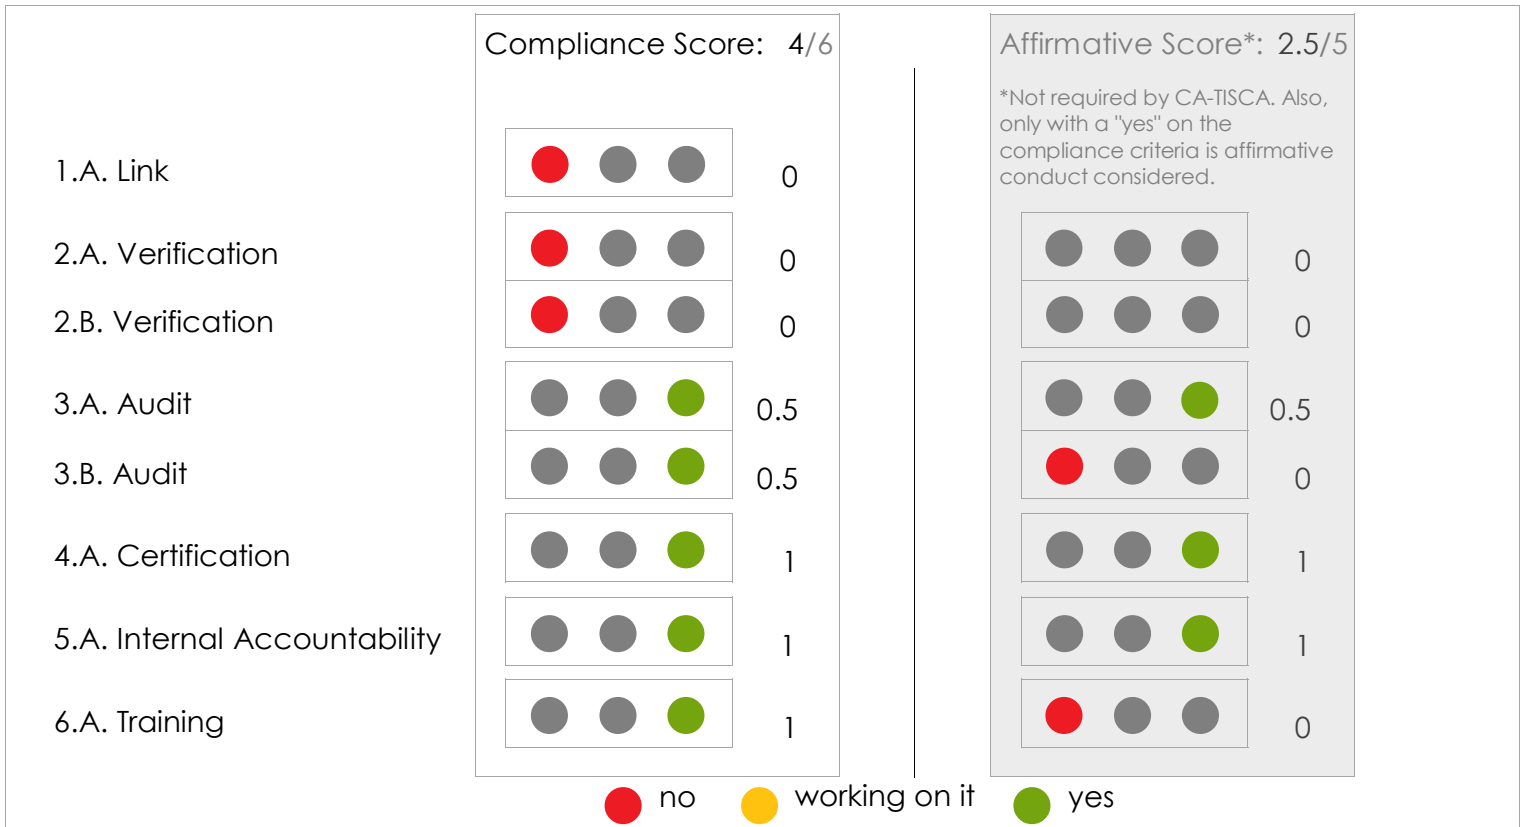 Compliance Score: 4/6
Affirmative Score*: 2.5/5
*Not required by CA-TISCA. Also,
only with a "yes" on the
compliance criteria is affirmative
conduct considered.
1.A. Link 0
2.A. Verification 0 0
2.B. Verification 0 0
3.A. Audit 0.5 0.5
3.B. Audit 0.5 0
4.A. Certification 1 1
5.A. Internal Accountability 1 1
6.A. Training 1 0
no working on it yes